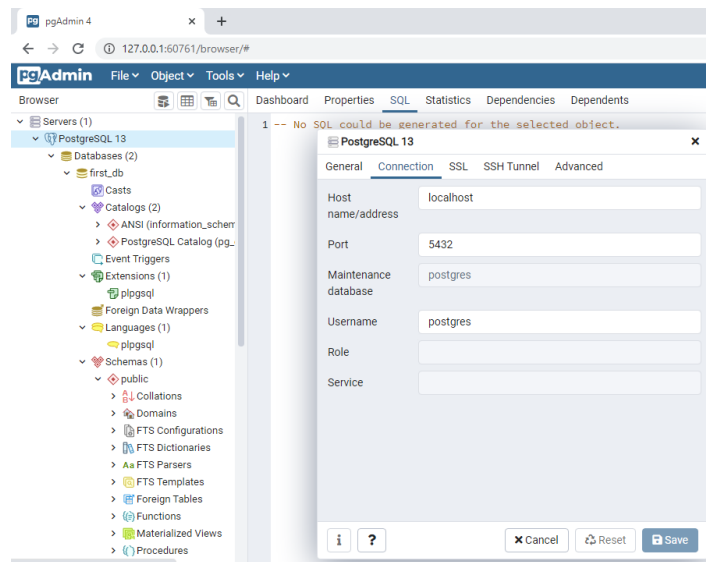 pgAdmin 4
127.0.0.1:60761/browser/#
pgAdmin File Object Tools Help
Browser
Dashboard Properties SQL Statistics Dependencies Dependents
Servers (1)
PostgreSQL 13
Databases (2)
first_db
Casts
Catalogs (2)
ANSI (information_schem
PostgreSQL Catalog (pg_
Event Triggers
Extensions (1)
plpgsql
Foreign Data Wrappers
Languages (1)
plpgsql
Schemas (1)
public
Collations
Domains
FTS Configurations
FTS Dictionaries
Aa FTS Parsers
FTS Templates
Foreign Tables
Functions
Materialized Views
Procedures
1 -- No SQL could be generated for the selected object.
PostgreSQL 13
General Connection SSL SSH Tunnel Advanced
Host name/address
localhost
Port
5432
Maintenance database
postgres
Username
postgres
Role
Service
i ? Cancel Reset Save